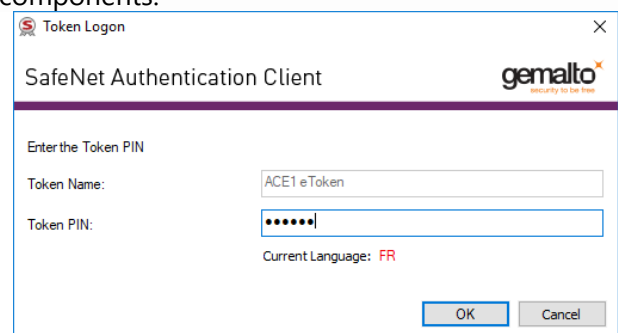 components.
Token Logon
SafeNet Authentication Client
gemalto
security to be free
Enter the Token PIN
Token Name:
ACE1 eToken
Token PIN:
••••••
Current Language: FR
OK
Cancel